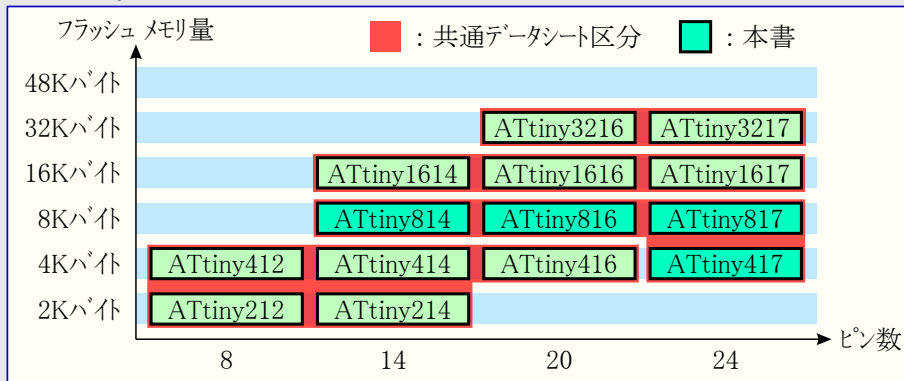 フラッシュ メモリ量
: 共通データシート区分
: 本書
48Kバイト
32Kバイト
ATtiny3216
ATtiny3217
16Kバイト
ATtiny1614
ATtiny1616
ATtiny1617
8Kバイト
ATtiny814
ATtiny816
ATtiny817
4Kバイト
ATtiny412
ATtiny414
ATtiny416
ATtiny417
2Kバイト
ATtiny212
ATtiny214
ピン数
8
14
20
24